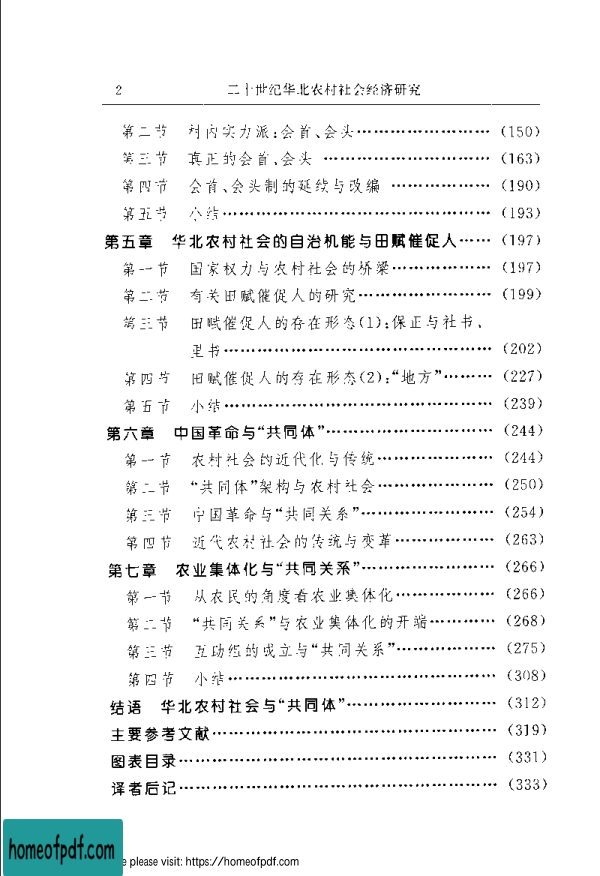 2 二十世纪华北农村社会经济研究
第二节 村内实力派:会首、会头…………………… (150)
第三节 真正的会首、会头 ………………………… (163)
第四节 会首、会头制的延续与改编 ……………… (190)
第五节 小结………………………………………… (193)
第五章 华北农村社会的自治机能与田赋催促人…… (197)
第一节 国家权力与农村社会的桥梁……………… (197)
第二节 有关田赋催促人的研究…………………… (199)
第三节 田赋催促人的存在形态(1):保正与社书、
里书………………………………………… (202)
第四节 田赋催促人的存在形态(2):“地方”……… (227)
第五节 小结………………………………………… (239)
第六章 中国革命与“共同体”………………………… (244)
第一节 农村社会的近代化与传统………………… (244)
第二节 “共同体”架构与农村社会………………… (250)
第三节 中国革命与“共同关系”…………………… (254)
第四节 近代农村社会的传统与变革……………… (263)
第七章 农业集体化与“共同关系”…………………… (266)
第一节 从农民的角度看农业集体化……………… (266)
第二节 “共同关系”与农业集体化的开端………… (268)
第三节 互助组的成立与“共同关系”……………… (275)
第四节 小结………………………………………… (308)
结语 华北农村社会与“共同体”……………………… (312)
主要参考文献…………………………………………… (319)
图表目录………………………………………………… (331)
译者后记………………………………………………… (333)
homeofpdf.com
e please visit: https://homeofpdf.com